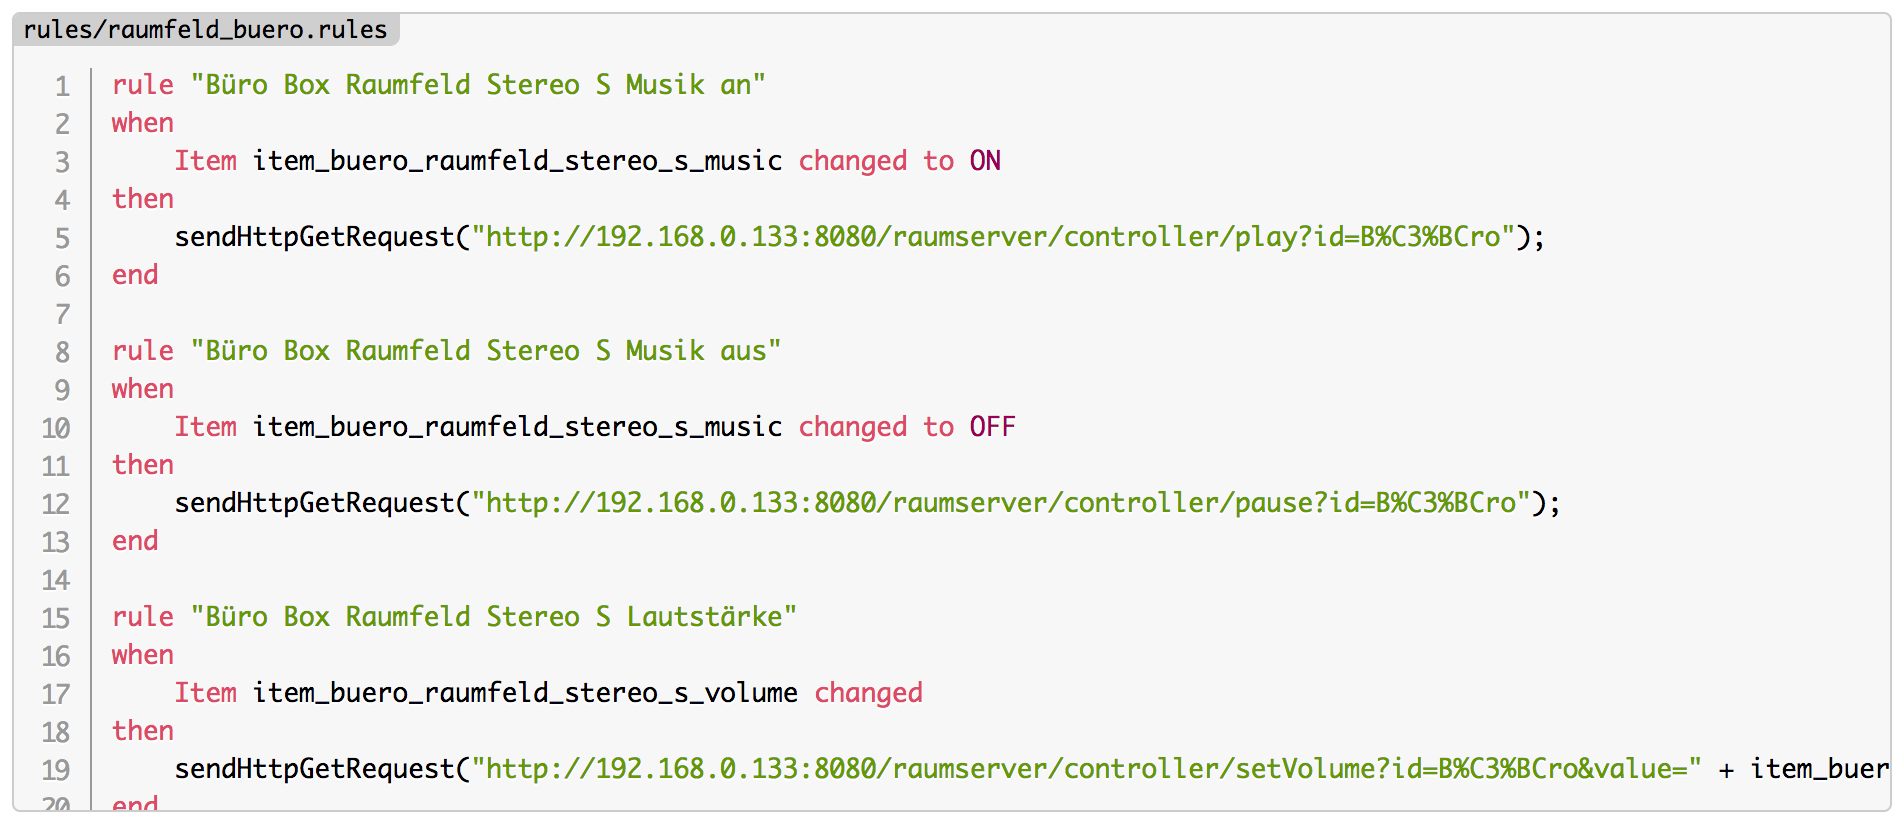 rules/raumfeld_buero.rules
1 rule "Büro Box Raumfeld Stereo S Musik an"
2 when
3 Item item_buero_raumfeld_stereo_s_music changed to ON
4 then
5 sendHttpGetRequest("http://192.168.0.133:8080/raumserver/controller/play?id=B%C3%BCro");
6 end
7
8 rule "Büro Box Raumfeld Stereo S Musik aus"
9 when
10 Item item_buero_raumfeld_stereo_s_music changed to OFF
11 then
12 sendHttpGetRequest("http://192.168.0.133:8080/raumserver/controller/pause?id=B%C3%BCro");
13 end
14
15 rule "Büro Box Raumfeld Stereo S Lautstärke"
16 when
17 Item item_buero_raumfeld_stereo_s_volume changed
18 then
19 sendHttpGetRequest("http://192.168.0.133:8080/raumserver/controller/setVolume?id=B%C3%BCro&value=" + item_buer
20 end